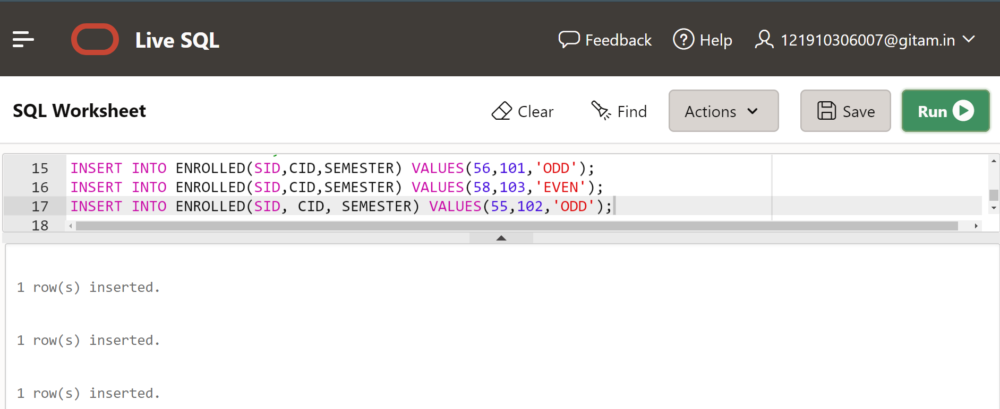 Live SQL Feedback ? Help 121910306007@gitam.in
SQL Worksheet Clear Find Actions Save Run
15 INSERT INTO ENROLLED(SID,CID,SEMESTER) VALUES(56,101,'ODD');
16 INSERT INTO ENROLLED(SID,CID,SEMESTER) VALUES(58,103,'EVEN');
17 INSERT INTO ENROLLED(SID, CID, SEMESTER) VALUES(55,102,'ODD');
18
1 row(s) inserted.
1 row(s) inserted.
1 row(s) inserted.